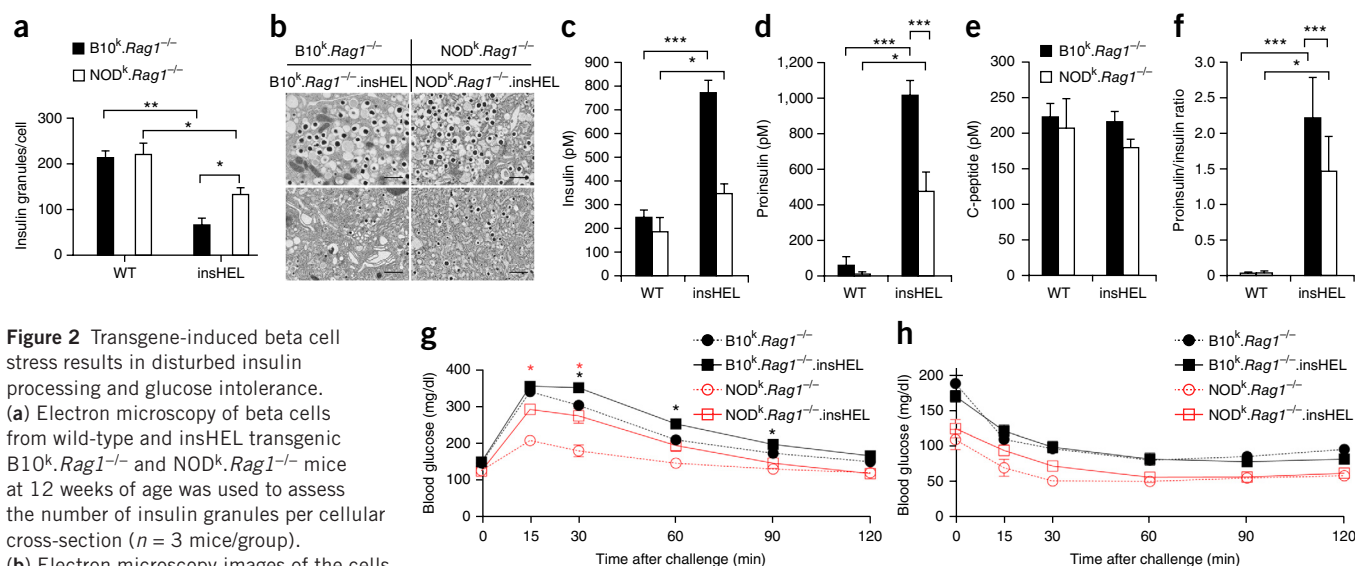 a
B10ᵏ.Rag1⁻/⁻
NODᵏ.Rag1⁻/⁻
Insulin granules/cell
300
200
100
0
**
*
*
WT insHEL
b
B10ᵏ.Rag1⁻/⁻ NODᵏ.Rag1⁻/⁻
B10ᵏ.Rag1⁻/⁻.insHEL NODᵏ.Rag1⁻/⁻.insHEL
c
Insulin (pM)
900
800
700
600
500
400
300
200
100
0
***
*
WT insHEL
d
Proinsulin (pM)
1,200
1,000
800
600
400
200
0
***
***
*
WT insHEL
e
B10ᵏ.Rag1⁻/⁻
NODᵏ.Rag1⁻/⁻
C-peptide (pM)
300
250
200
150
100
50
0
WT insHEL
f
Proinsulin/insulin ratio
3.0
2.5
2.0
1.5
1.0
0.5
0
***
***
*
WT insHEL
Figure 2 Transgene-induced beta cell
stress results in disturbed insulin
processing and glucose intolerance.
(a) Electron microscopy of beta cells
from wild-type and insHEL transgenic
B10ᵏ.Rag1⁻/⁻ and NODᵏ.Rag1⁻/⁻ mice
at 12 weeks of age was used to assess
the number of insulin granules per cellular
cross-section (n = 3 mice/group).
(b) Electron microscopy images of the cells
g
Blood glucose (mg/dl)
400
300
200
100
0
* * * * *
B10ᵏ.Rag1⁻/⁻
B10ᵏ.Rag1⁻/⁻.insHEL
NODᵏ.Rag1⁻/⁻
NODᵏ.Rag1⁻/⁻.insHEL
0 15 30 60 90 120
Time after challenge (min)
h
Blood glucose (mg/dl)
200
150
100
50
0
B10ᵏ.Rag1⁻/⁻
B10ᵏ.Rag1⁻/⁻.insHEL
NODᵏ.Rag1⁻/⁻
NODᵏ.Rag1⁻/⁻.insHEL
0 15 30 60 90 120
Time after challenge (min)